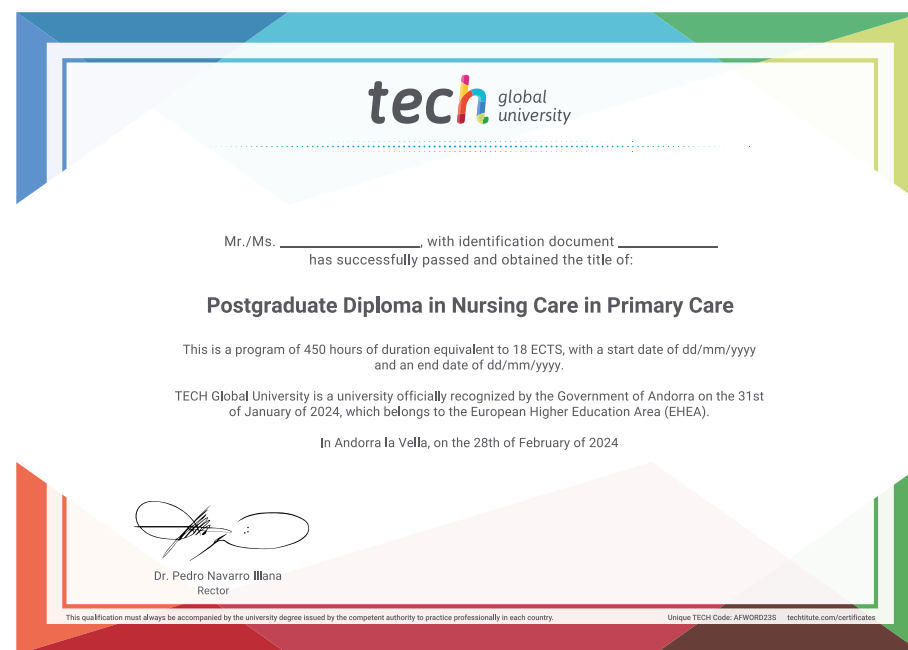 tech global
university
Mr./Ms. ____________________, with identification document ______________
has successfully passed and obtained the title of:
Postgraduate Diploma in Nursing Care in Primary Care
This is a program of 450 hours of duration equivalent to 18 ECTS, with a start date of dd/mm/yyyy
and an end date of dd/mm/yyyy.
TECH Global University is a university officially recognized by the Government of Andorra on the 31st
of January of 2024, which belongs to the European Higher Education Area (EHEA).
In Andorra la Vella, on the 28th of February of 2024
Dr. Pedro Navarro Illana
Rector
This qualification must always be accompanied by the university degree issued by the competent authority to practice professionally in each country. Unique TECH Code: AFWORD23S techtitute.com/certificates